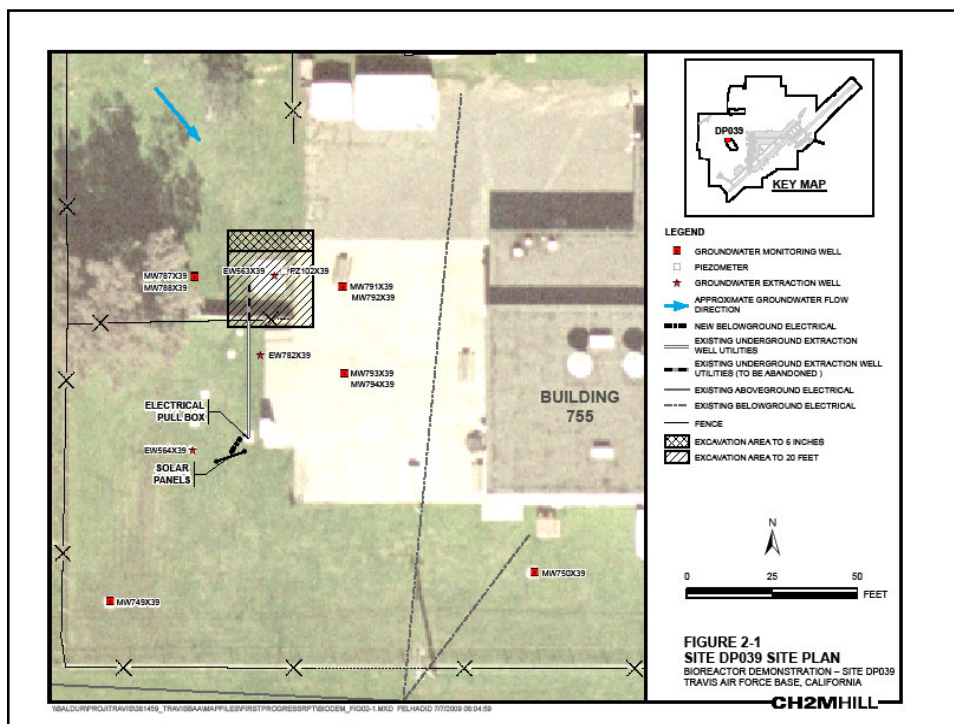 DP039
KEY MAP
LEGEND
GROUNDWATER MONITORING WELL
PIEZOMETER
GROUNDWATER EXTRACTION WELL
APPROXIMATE GROUNDWATER FLOW
DIRECTION
NEW BELOWGROUND ELECTRICAL
EXISTING UNDERGROUND EXTRACTION
WELL UTILITIES
EXISTING UNDERGROUND EXTRACTION WELL
UTILITIES (TO BE ABANDONED )
EXISTING ABOVEGROUND ELECTRICAL
EXISTING BELOWGROUND ELECTRICAL
FENCE
EXCAVATION AREA TO 6 INCHES
EXCAVATION AREA TO 20 FEET
EW563X39
PZ102X39
MW787X39
MW788X39
MW791X39
MW792X39
EW782X39
MW793X39
MW794X39
BUILDING
755
ELECTRICAL
PULL BOX
EW564X39
SOLAR
PANELS
MW750X39
MW749X39
N
0 25 50
FEET
FIGURE 2-1
SITE DP039 SITE PLAN
BIOREACTOR DEMONSTRATION – SITE DP039
TRAVIS AIR FORCE BASE, CALIFORNIA
CH2MHILL